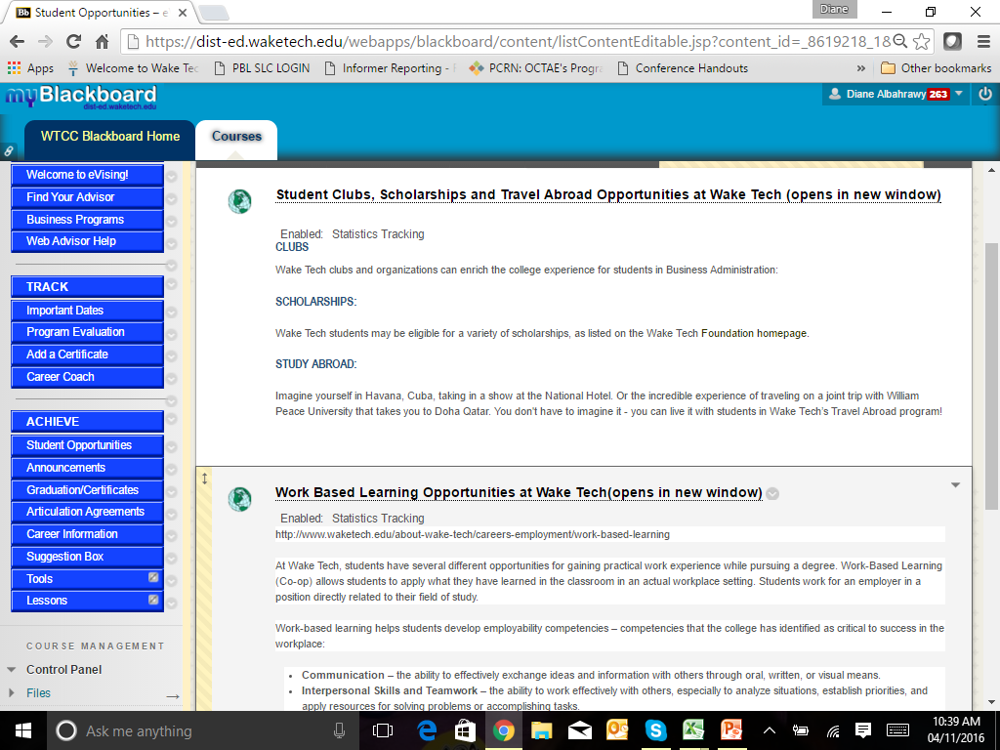 Bb Student Opportunities – e
Diane
https://dist-ed.waketech.edu/webapps/blackboard/content/listContentEditable.jsp?content_id=_8619218_18
Apps
Welcome to Wake Tec
PBL SLC LOGIN
Informer Reporting -
PCRN: OCTAE's Progra
Conference Handouts
»
Other bookmarks
myBlackboard
dist-ed.waketech.edu
Diane Albahrawy 263
WTCC Blackboard Home
Courses
Welcome to eVising!
Find Your Advisor
Business Programs
Web Advisor Help
TRACK
Important Dates
Program Evaluation
Add a Certificate
Career Coach
ACHIEVE
Student Opportunities
Announcements
Graduation/Certificates
Articulation Agreements
Career Information
Suggestion Box
Tools
Lessons
COURSE MANAGEMENT
Control Panel
Files
Student Clubs, Scholarships and Travel Abroad Opportunities at Wake Tech (opens in new window)
Enabled: Statistics Tracking
CLUBS
Wake Tech clubs and organizations can enrich the college experience for students in Business Administration:
SCHOLARSHIPS:
Wake Tech students may be eligible for a variety of scholarships, as listed on the Wake Tech Foundation homepage.
STUDY ABROAD:
Imagine yourself in Havana, Cuba, taking in a show at the National Hotel. Or the incredible experience of traveling on a joint trip with William
Peace University that takes you to Doha Qatar. You don't have to imagine it - you can live it with students in Wake Tech's Travel Abroad program!
Work Based Learning Opportunities at Wake Tech(opens in new window)
Enabled: Statistics Tracking
http://www.waketech.edu/about-wake-tech/careers-employment/work-based-learning
At Wake Tech, students have several different opportunities for gaining practical work experience while pursuing a degree. Work-Based Learning
(Co-op) allows students to apply what they have learned in the classroom in an actual workplace setting. Students work for an employer in a
position directly related to their field of study.
Work-based learning helps students develop employability competencies – competencies that the college has identified as critical to success in the
workplace:
• Communication – the ability to effectively exchange ideas and information with others through oral, written, or visual means.
• Interpersonal Skills and Teamwork – the ability to work effectively with others, especially to analyze situations, establish priorities, and
apply resources for solving problems or accomplishing tasks.
Ask me anything
10:39 AM
04/11/2016